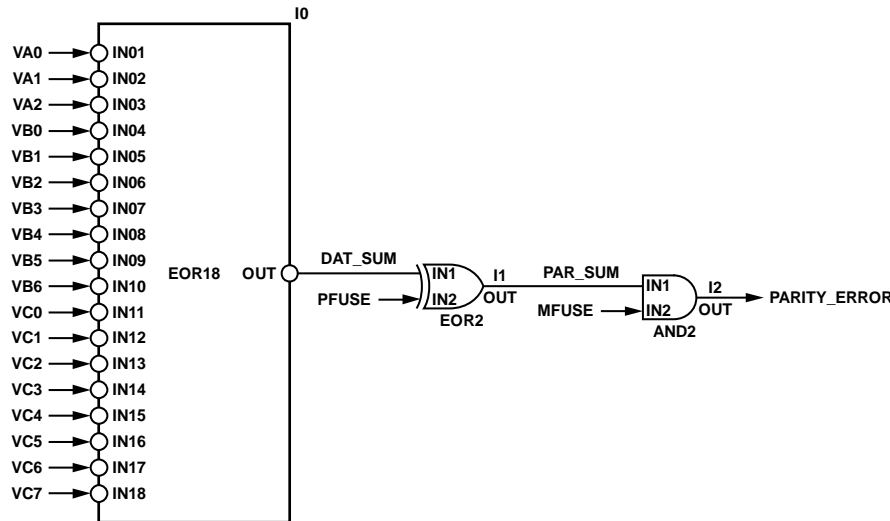 I0
VA0 IN01
VA1 IN02
VA2 IN03
VB0 IN04
VB1 IN05
VB2 IN06
VB3 IN07
VB4 IN08
VB5 IN09
VB6 IN10
VC0 IN11
VC1 IN12
VC2 IN13
VC3 IN14
VC4 IN15
VC5 IN16
VC6 IN17
VC7 IN18
EOR18 OUT
DAT_SUM
PFUSE
IN1
IN2
I1
OUT
EOR2
PAR_SUM
MFUSE
IN1
IN2
I2
OUT
AND2
PARITY_ERROR